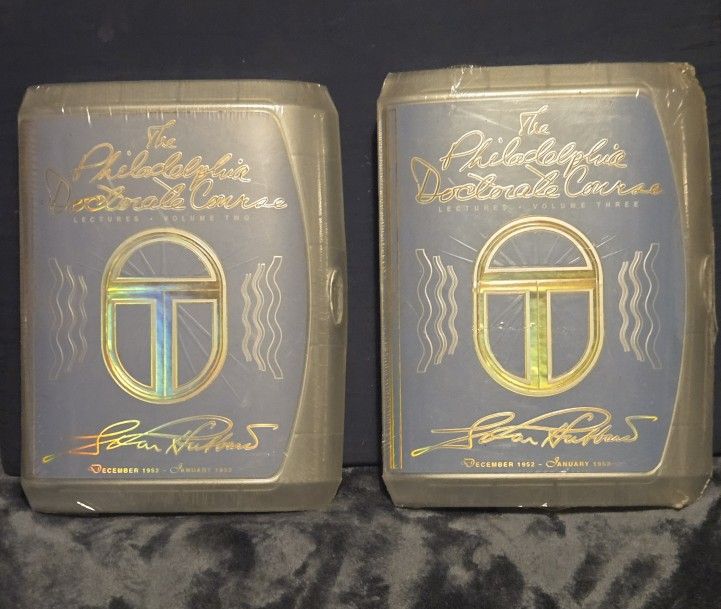 The
Philadelphia
Doctorate Course
LECTURES • VOLUME TWO
L Ron Hubbard
DECEMBER 1952 - JANUARY 1953
The
Philadelphia
Doctorate Course
LECTURES • VOLUME THREE
L Ron Hubbard
DECEMBER 1952 - JANUARY 1953